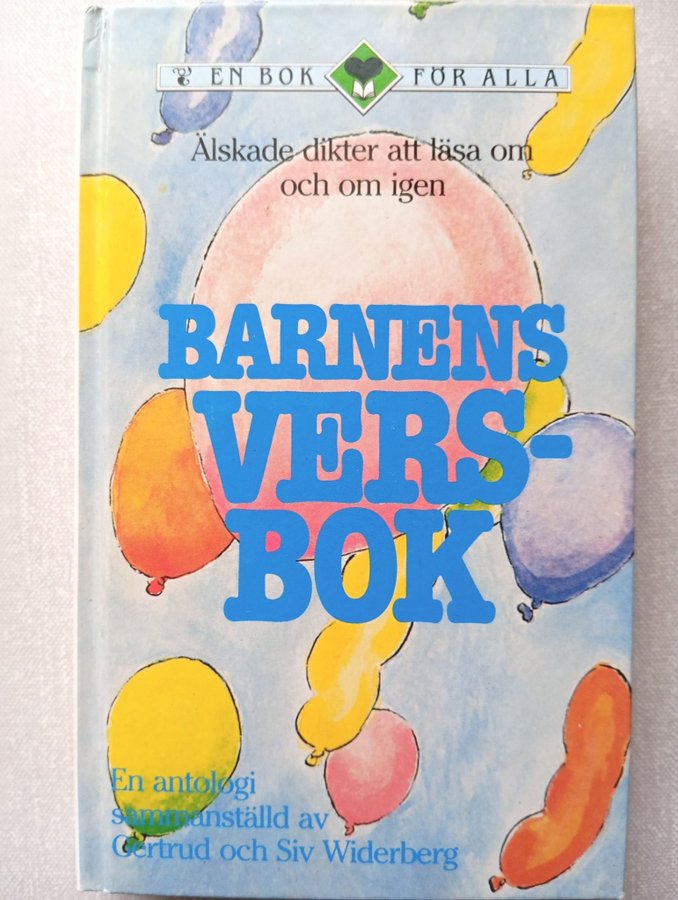 EN BOK FÖR ALLA
Älskade dikter att läsa om
och om igen
BARNENS
VERS-
BOK
En antologi
sammanställd av
Gertrud och Siv Widerberg